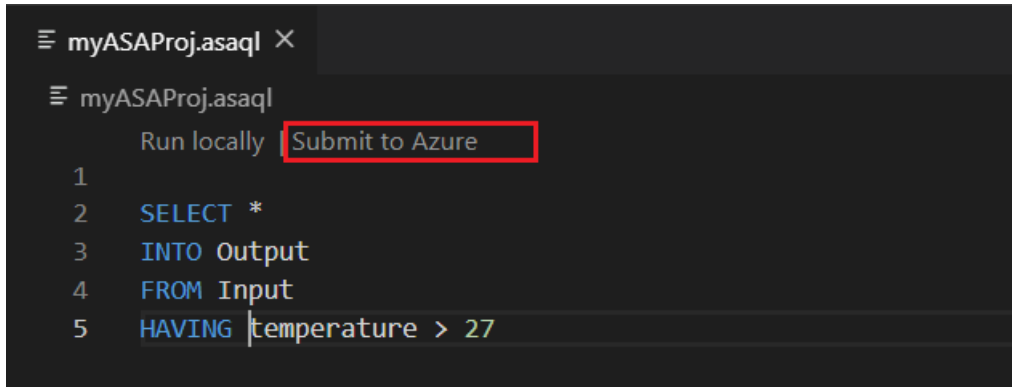 myASAProj.asaql ×
myASAProj.asaql
Run locally | Submit to Azure
1
2 SELECT *
3 INTO Output
4 FROM Input
5 HAVING temperature > 27